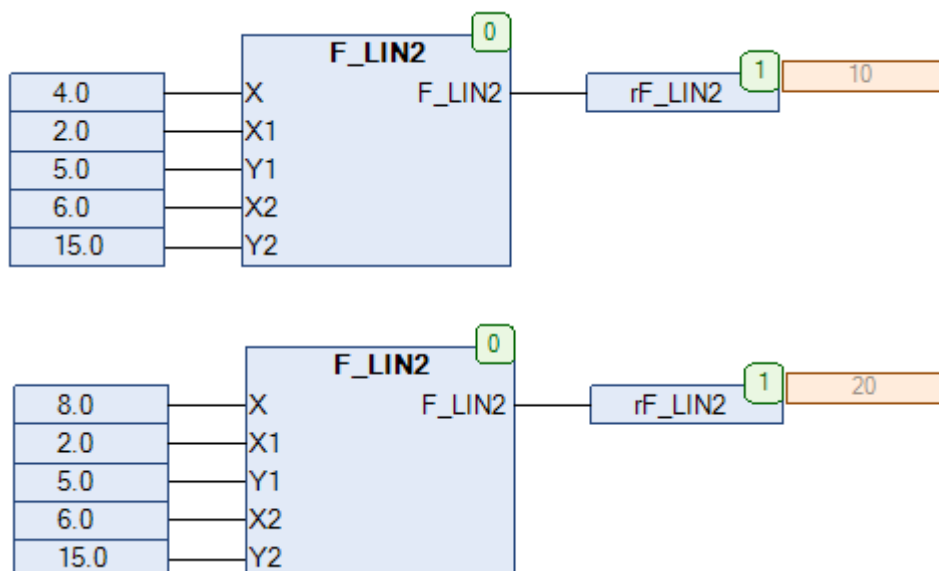 0
F_LIN2
4.0 X F_LIN2 rF_LIN2 1 10
2.0 X1
5.0 Y1
6.0 X2
15.0 Y2
0
F_LIN2
8.0 X F_LIN2 rF_LIN2 1 20
2.0 X1
5.0 Y1
6.0 X2
15.0 Y2